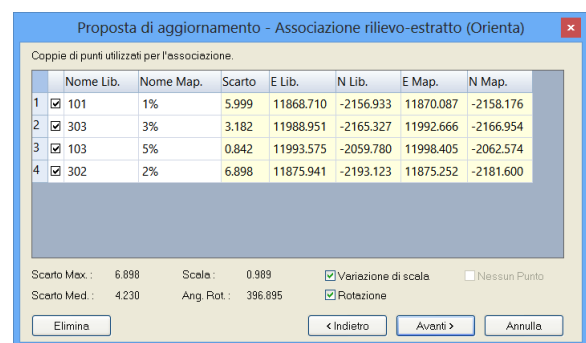 Proposta di aggiornamento - Associazione rilievo-estratto (Orienta)
Coppie di punti utilizzati per l'associazione.
Nome Lib. Nome Map. Scarto E Lib. N Lib. E Map. N Map.
1 101 1% 5.999 11868.710 -2156.933 11870.087 -2158.176
2 303 3% 3.182 11988.951 -2165.327 11992.666 -2166.954
3 103 5% 0.842 11993.575 -2059.780 11998.405 -2062.574
4 302 2% 6.898 11875.941 -2193.123 11875.252 -2181.600
Scarto Max.: 6.898 Scala: 0.989 Variazione di scala Nessun Punto
Scarto Med.: 4.230 Ang. Rot.: 396.895 Rotazione
Elimina < Indietro Avanti > Annulla